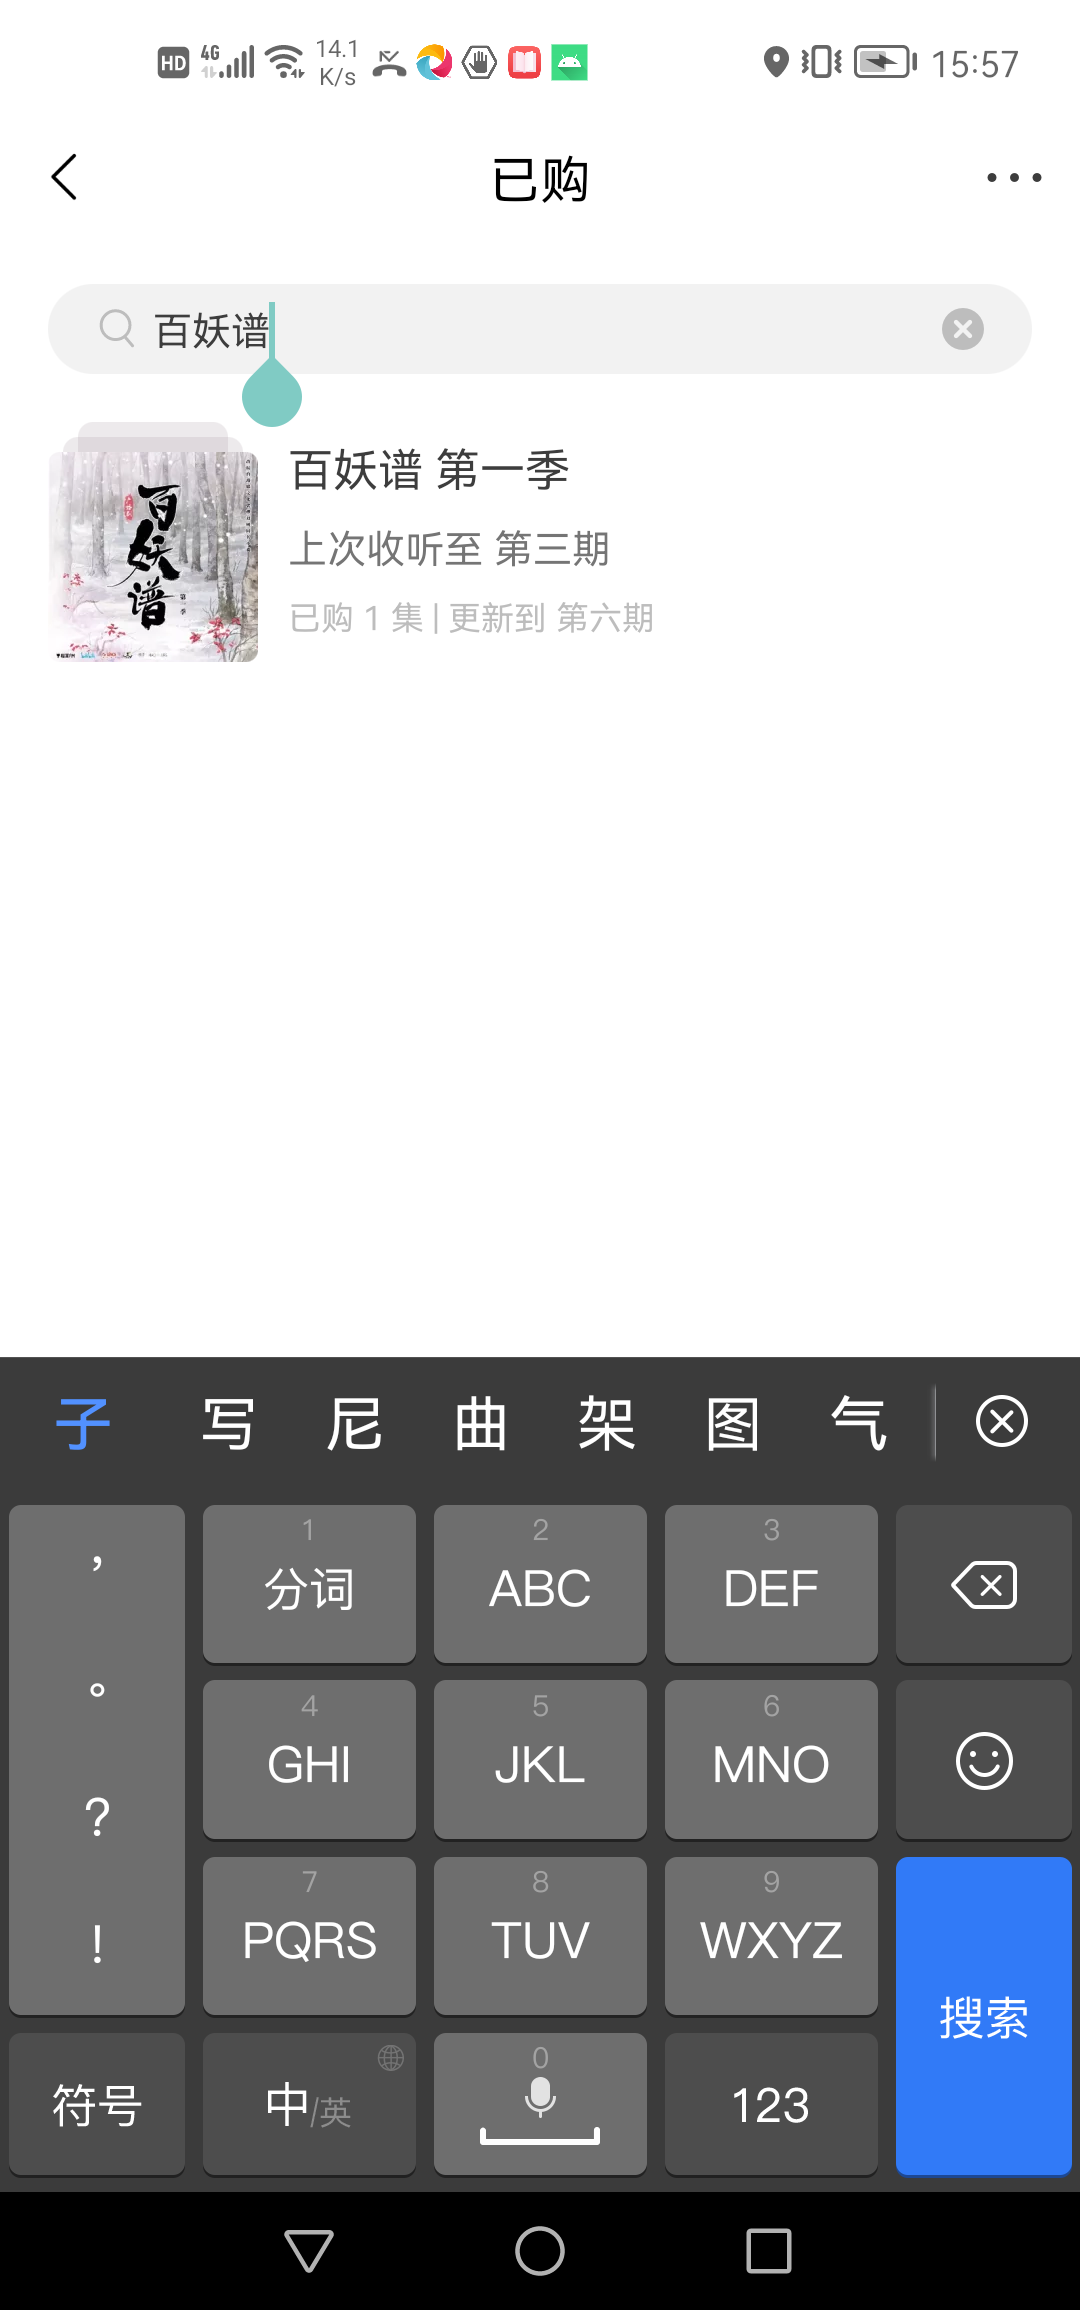 HD 4G 14.1 K/s 15:57
已购
百妖谱
百妖谱
百妖谱 第一季
上次收听至 第三期
已购 1 集 | 更新到 第六期
子 写 尼 曲 架 图 气
，
。
?
!
1
分词
2
ABC
3
DEF
4
GHI
5
JKL
6
MNO
7
PQRS
8
TUV
9
WXYZ
搜索
符号
中/英
0
123